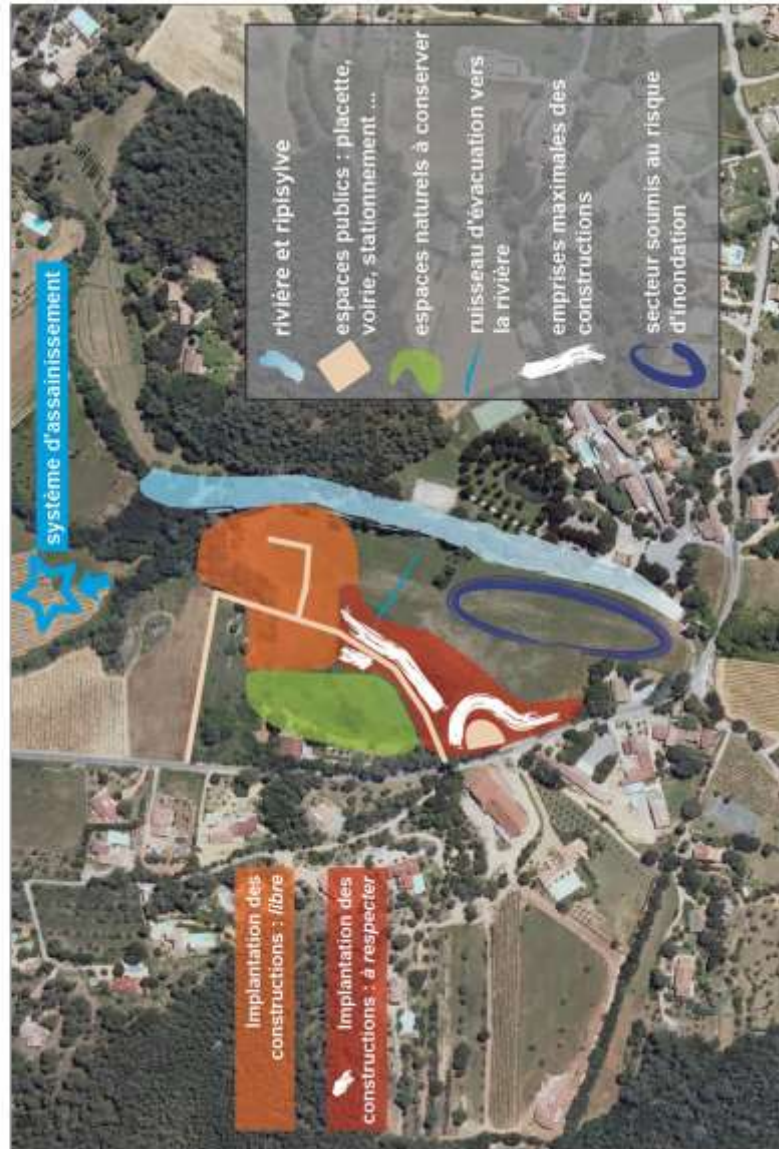 système d'assainissement
rivière et ripisylve
espaces publics : placette,
voirie, stationnement ...
espaces naturels à conserver
ruisseau d'évacuation vers
la rivière
emprises maximales des
constructions
secteur soumis au risque
d'inondation
Implantation des
constructions : libre
Implantation des
constructions : à respecter